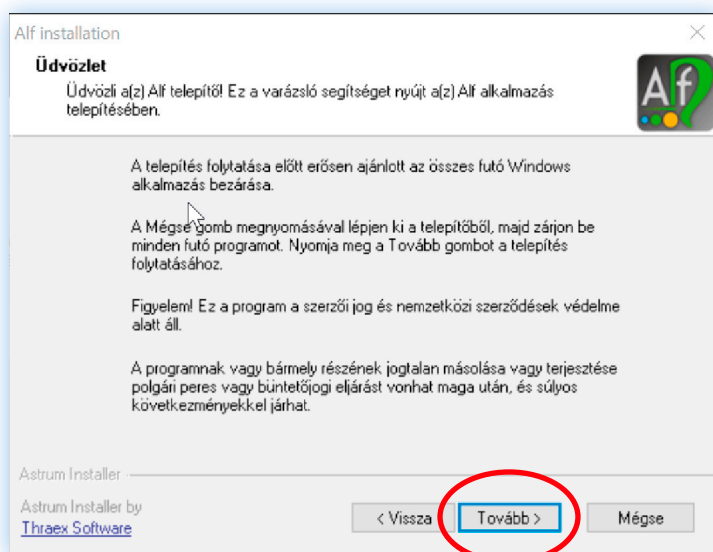 Alf installation
Üdvözlet
Üdvözli a(z) Alf telepítő! Ez a varázsló segítséget nyújt a(z) Alf alkalmazás
telepítésében.
Alf
A telepítés folytatása előtt erősen ajánlott az összes futó Windows
alkalmazás bezárása.
A Mégse gomb megnyomásával lépjen ki a telepítőből, majd zárjon be
minden futó programot. Nyomja meg a Tovább gombot a telepítés
folytatásához.
Figyelem! Ez a program a szerzői jog és nemzetközi szerződések védelme
alatt áll.
A programnak vagy bármely részének jogtalan másolása vagy terjesztése
polgári peres vagy büntetőjogi eljárást vonhat maga után, és súlyos
következményekkel járhat.
Astrum Installer
Astrum Installer by
Thraex Software
< Vissza
Tovább >
Mégse